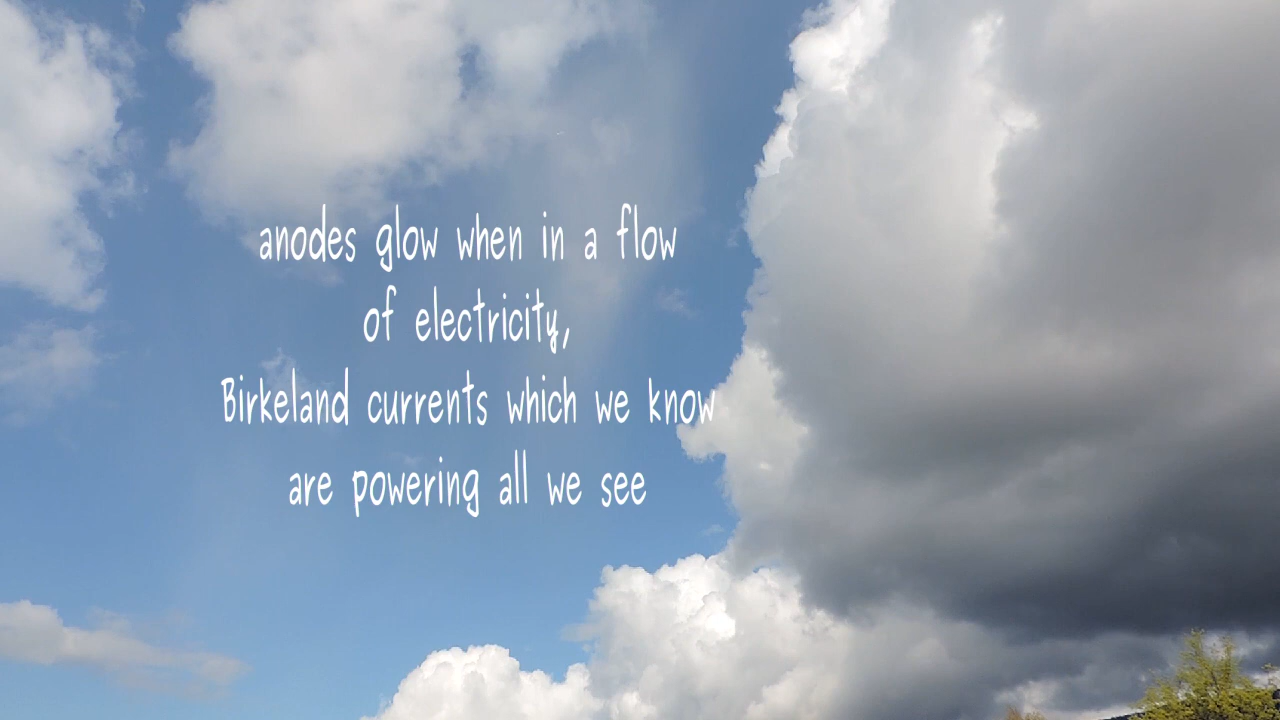 anodes glow when in a flow
of electricity,
Birkeland currents which we know
are powering all we see